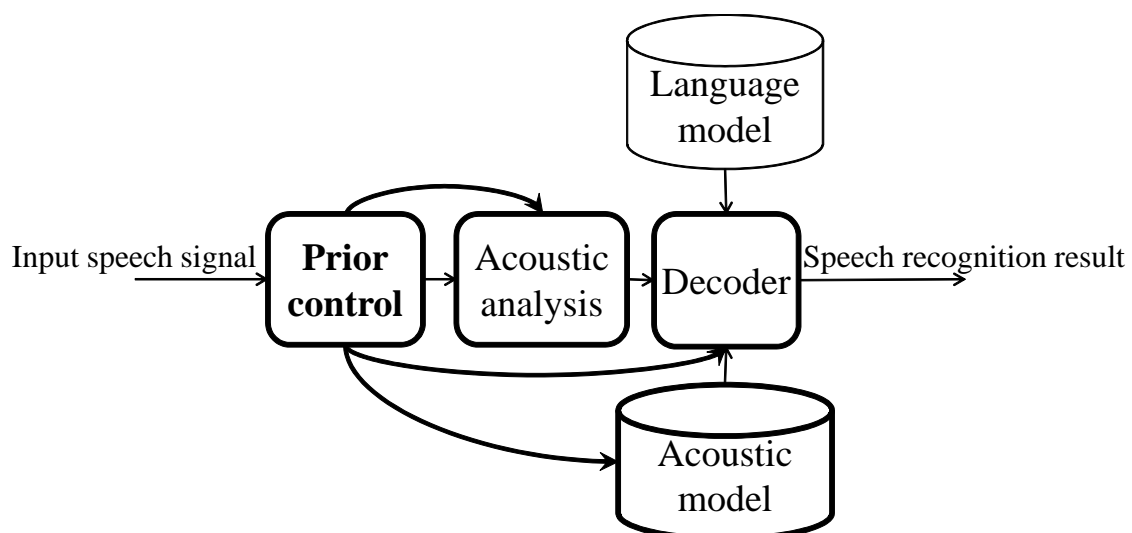 Language
model
Input speech signal
Prior
control
Acoustic
analysis
Decoder
Speech recognition result
Acoustic
model